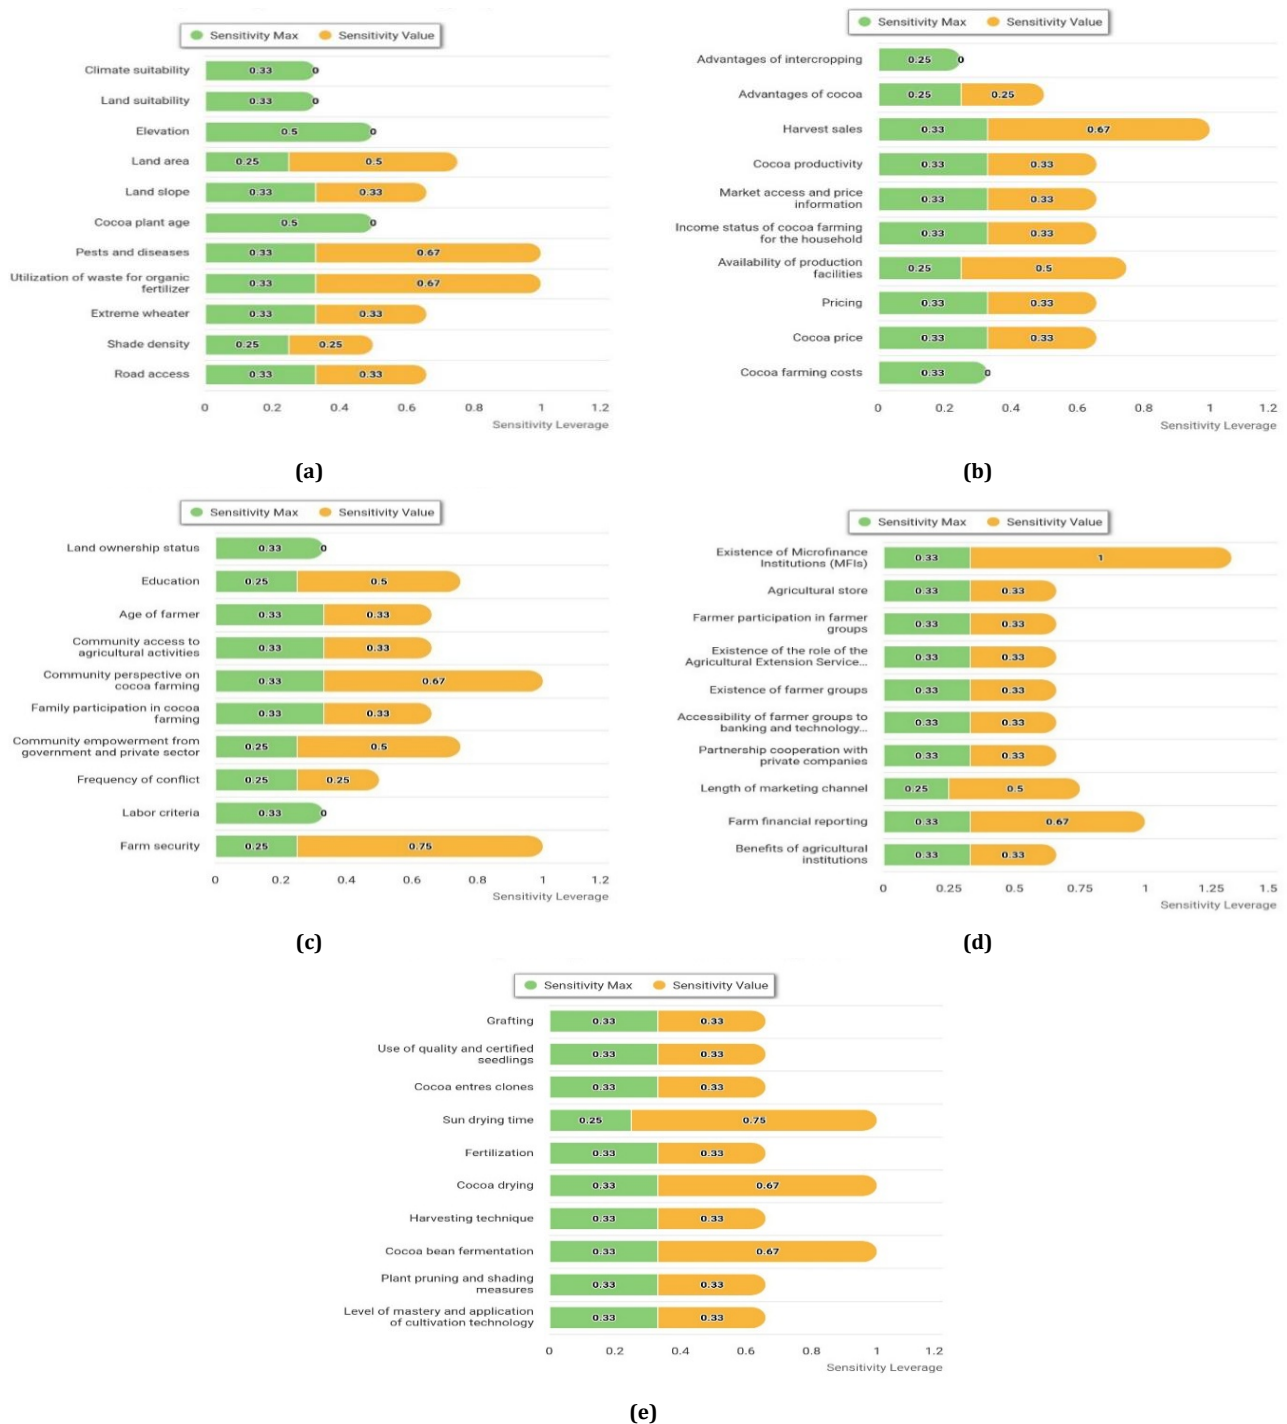 Sensitivity Max Sensitivity Value
Climate suitability 0.33 0
Land suitability 0.33 0
Elevation 0.5 0
Land area 0.25 0.5
Land slope 0.33 0.33
Cocoa plant age 0.5 0
Pests and diseases 0.33 0.67
Utilization of waste for organic
fertilizer 0.33 0.67
Extreme wheater 0.33 0.33
Shade density 0.25 0.25
Road access 0.33 0.33
0 0.2 0.4 0.6 0.8 1 1.2
Sensitivity Leverage
(a)
Sensitivity Max Sensitivity Value
Advantages of intercropping 0.25 0
Advantages of cocoa 0.25 0.25
Harvest sales 0.33 0.67
Cocoa productivity 0.33 0.33
Market access and price
information 0.33 0.33
Income status of cocoa farming
for the household 0.33 0.33
Availability of production
facilities 0.25 0.5
Pricing 0.33 0.33
Cocoa price 0.33 0.33
Cocoa farming costs 0.33 0
0 0.2 0.4 0.6 0.8 1 1.2
Sensitivity Leverage
(b)
Sensitivity Max Sensitivity Value
Land ownership status 0.33 0
Education 0.25 0.5
Age of farmer 0.33 0.33
Community access to
agricultural activities 0.33 0.33
Community perspective on
cocoa farming 0.33 0.67
Family participation in cocoa
farming 0.33 0.33
Community empowerment from
government and private sector 0.25 0.5
Frequency of conflict 0.25 0.25
Labor criteria 0.33 0
Farm security 0.25 0.75
0 0.2 0.4 0.6 0.8 1 1.2
Sensitivity Leverage
(c)
Sensitivity Max Sensitivity Value
Existence of Microfinance
Institutions (MFIs) 0.33 1
Agricultural store 0.33 0.33
Farmer participation in farmer
groups 0.33 0.33
Existence of the role of the
Agricultural Extension Service... 0.33 0.33
Existence of farmer groups 0.33 0.33
Accessibility of farmer groups to
banking and technology... 0.33 0.33
Partnership cooperation with
private companies 0.33 0.33
Length of marketing channel 0.25 0.5
Farm financial reporting 0.33 0.67
Benefits of agricultural
institutions 0.33 0.33
0 0.25 0.5 0.75 1 1.25 1.5
Sensitivity Leverage
(d)
Sensitivity Max Sensitivity Value
Grafting 0.33 0.33
Use of quality and certified
seedlings 0.33 0.33
Cocoa entres clones 0.33 0.33
Sun drying time 0.25 0.75
Fertilization 0.33 0.33
Cocoa drying 0.33 0.67
Harvesting technique 0.33 0.33
Cocoa bean fermentation 0.33 0.67
Plant pruning and shading
measures 0.33 0.33
Level of mastery and application
of cultivation technology 0.33 0.33
0 0.2 0.4 0.6 0.8 1 1.2
Sensitivity Leverage
(e)